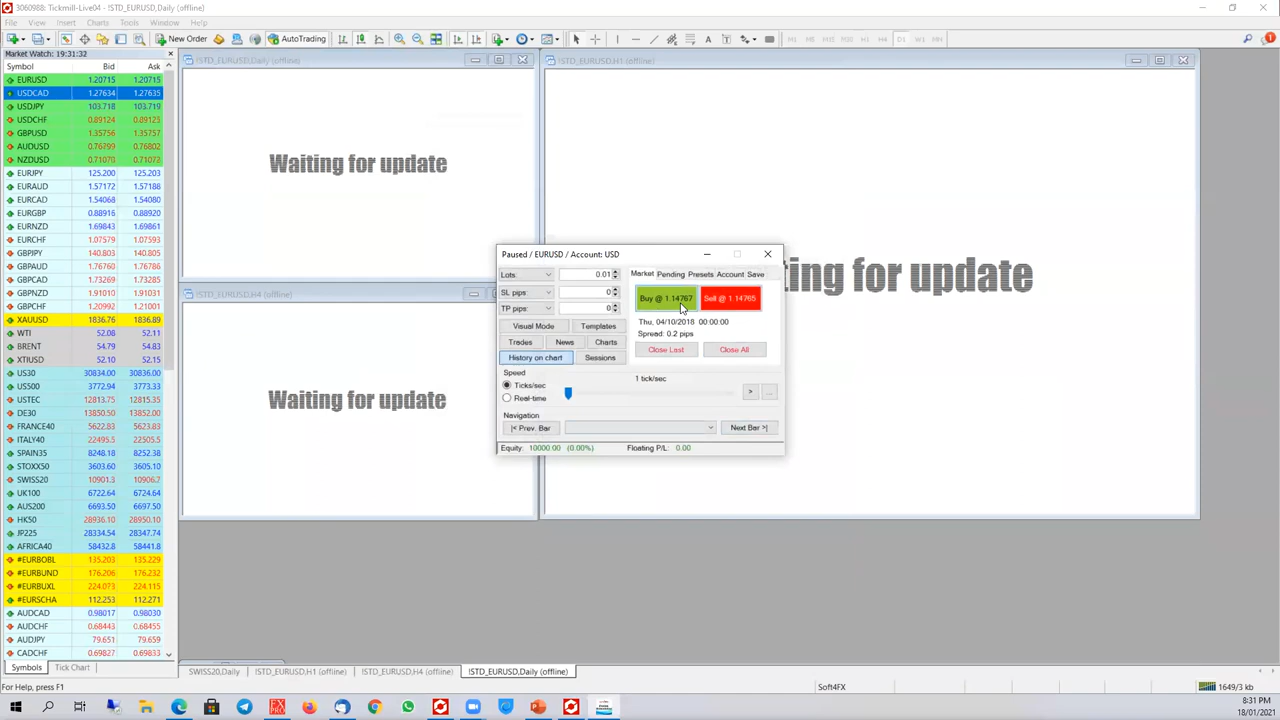 3060988: Tickmill-Live04 - !STD_EURUSD,Daily (offline)
File View Insert Charts Tools Window Help
New Order AutoTrading
Market Watch: 19:31:32
Symbol Bid Ask
EURUSD 1.20715 1.20715
USDCAD 1.27634 1.27635
USDJPY 103.718 103.719
USDCHF 0.89124 0.89124
GBPUSD 1.35756 1.35757
AUDUSD 0.76799 0.76802
NZDUSD 0.71070 0.71072
EURJPY 125.200 125.203
EURAUD 1.57172 1.57188
EURCAD 1.54068 1.54080
EURGBP 0.88916 0.88920
EURNZD 1.69843 1.69861
EURCHF 1.07579 1.07593
GBPJPY 140.803 140.805
GBPAUD 1.76760 1.76786
GBPCAD 1.73269 1.73285
GBPNZD 1.91010 1.91031
GBPCHF 1.20992 1.21001
XAUUSD 1836.76 1836.89
WTI 52.08 52.11
BRENT 54.79 54.83
XTIUSD 52.10 52.15
US30 30834.00 30836.00
US500 3772.94 3773.33
USTEC 12813.75 12815.35
DE30 13850.50 13852.00
FRANCE40 5622.83 5623.83
ITALY40 22495.5 22505.5
SPAIN35 8248.18 8252.38
STOXX50 3603.60 3605.10
SWISS20 10901.3 10906.7
UK100 6722.64 6724.64
AUS200 6693.50 6697.50
HK50 28936.10 28950.10
JP225 28334.54 28347.74
AFRICA40 58432.8 58441.8
#EURBOBL 135.203 135.229
#EURBUND 176.206 176.232
#EURBUXL 224.073 224.115
#EURSCHA 112.253 112.271
AUDCAD 0.98017 0.98030
AUDCHF 0.68443 0.68453
AUDJPY 79.651 79.659
CADCHF 0.69827 0.69833
Symbols Tick Chart
!STD_EURUSD,Daily (offline)
Waiting for update
!STD_EURUSD,H4 (offline)
Waiting for update
!STD_EURUSD,H1 (offline)
ing for update
Paused / EURUSD / Account: USD
Lots: 0.01
SL pips: 0
TP pips: 0
Visual Mode Templates
Trades News Charts
History on chart Sessions
Market Pending Presets Account Save
Buy @ 1.14767 Sell @ 1.14765
Thu, 04/10/2018 00:00:00
Spread: 0.2 pips
Close Last Close All
Speed
1 tick/sec
Ticks/sec
Real-time
> ...
Navigation
|< Prev. Bar Next Bar >|
Equity: 10000.00 (0.00%) Floating P/L: 0.00
SWISS20,Daily !STD_EURUSD,H1 (offline) !STD_EURUSD,H4 (offline) !STD_EURUSD,Daily (offline)
For Help, press F1 Soft4FX 1649/3 kb
8:31 PM
18/01/2021